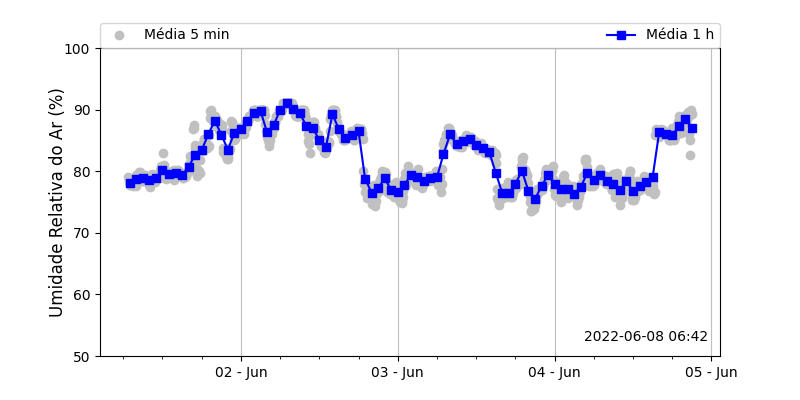 Média 5 min
Média 1 h
100
90
80
70
60
50
Umidade Relativa do Ar (%)
2022-06-08 06:42
02 - Jun
03 - Jun
04 - Jun
05 - Jun